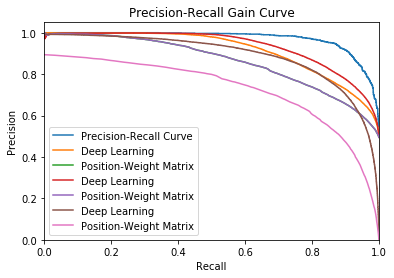 Precision-Recall Gain Curve
1.0
0.8
0.6
0.4
0.2
0.0
Precision
Precision-Recall Curve
Deep Learning
Position-Weight Matrix
Deep Learning
Position-Weight Matrix
Deep Learning
Position-Weight Matrix
0.0 0.2 0.4 0.6 0.8 1.0
Recall